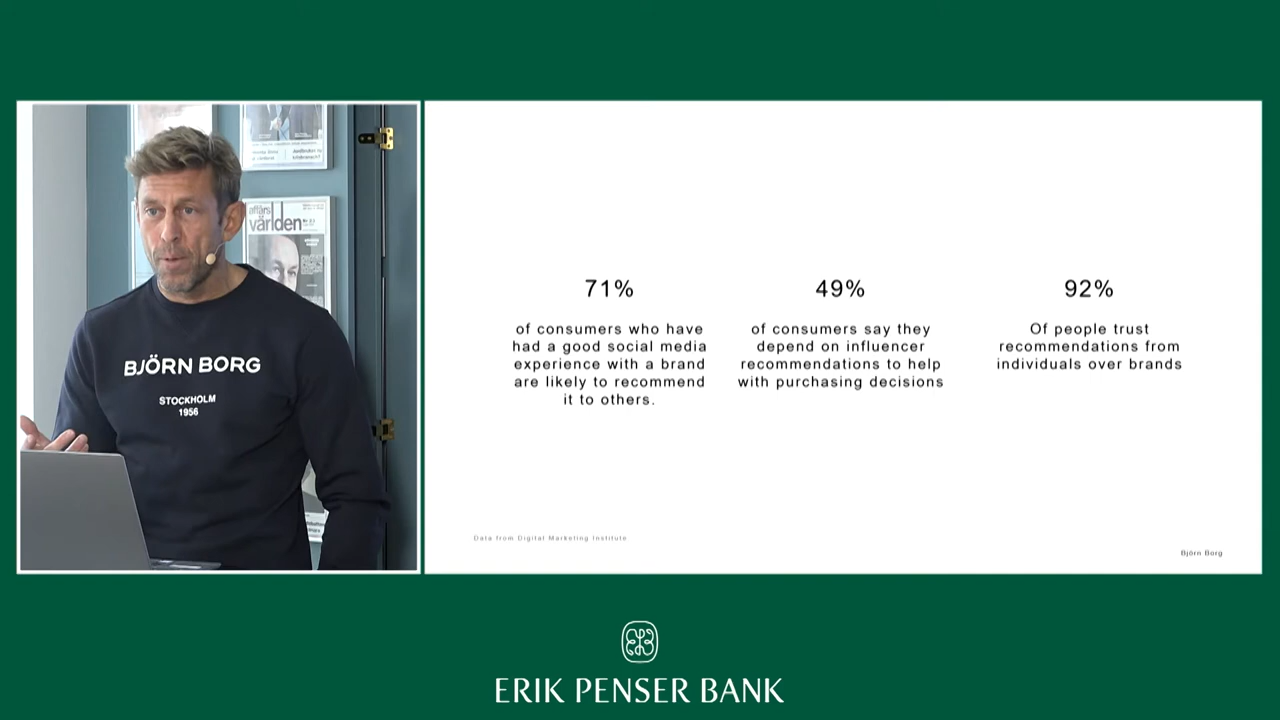 affärs
världen
BJÖRN BORG
STOCKHOLM
1956
71%
of consumers who have
had a good social media
experience with a brand
are likely to recommend
it to others.
49%
of consumers say they
depend on influencer
recommendations to help
with purchasing decisions
92%
Of people trust
recommendations from
individuals over brands
Data from Digital Marketing Institute
Björn Borg
ERIK PENSER BANK